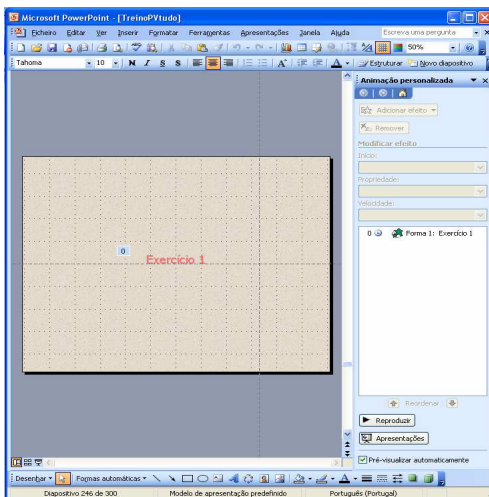 Microsoft PowerPoint - [TreinoPVtudo]
Ficheiro Editar Ver Inserir Formatar Ferramentas Apresentações Janela Ajuda Escreva uma pergunta
50%
Tahoma 10 N I S S Estruturar Novo diapositivo
Animação personalizada
Adicionar efeito
Remover
Modificar efeito
Início:
Propriedade:
Velocidade:
0 Forma 1: Exercício 1
0
Exercício 1
Reordenar
Reproduzir
Apresentações
Pré-visualizar automaticamente
Desenhar Formas automáticas
Diapositivo 246 de 300 Modelo de apresentação predefinido Português (Portugal)